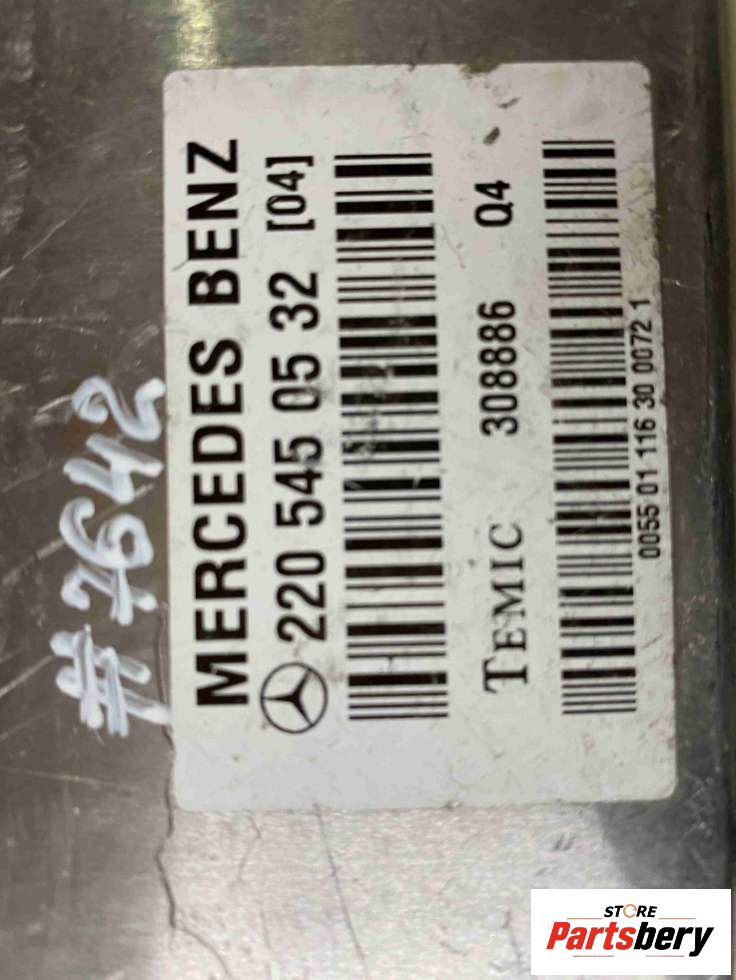 #7642
MERCEDES BENZ
220 545 05 32 [04]
TEMIC 308886 Q4
0055 01 116 30 0072 1
STORE
Partsbery